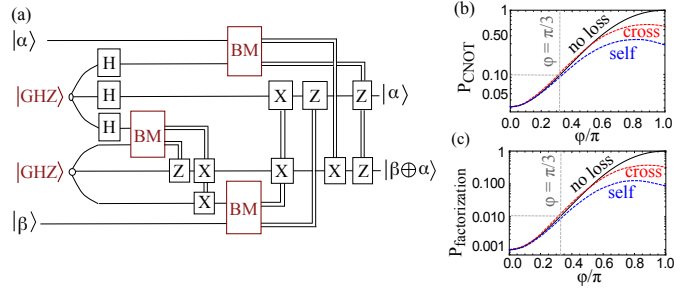 (a)
|α⟩
BM
H
|GHZ⟩
H
X
Z
Z
|α⟩
H
BM
|GHZ⟩
Z
X
X
X
Z
|β⊕α⟩
X
|β⟩
BM
(b)
P_CNOT
1.00
0.50
0.10
0.05
φ = π/3
no loss
cross
self
0.0 0.2 0.4 0.6 0.8 1.0
φ/π
(c)
P_factorization
1
0.100
0.010
0.001
φ = π/3
no loss
cross
self
0.0 0.2 0.4 0.6 0.8 1.0
φ/π